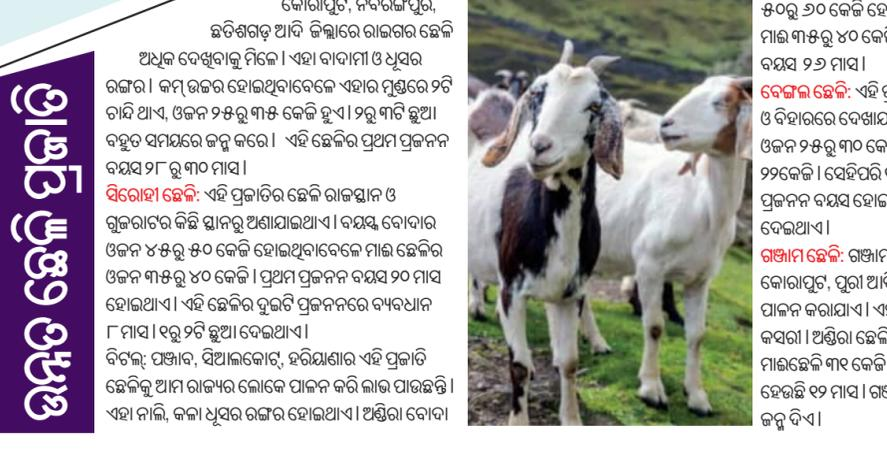 ଉନ୍ନତ ଛେଳି ପ୍ରଜାତି
କୋରାପୁଟ, ନବରଙ୍ଗପୁର,
ଛତିଶଗଡ଼ ଆଦି ଜିଲ୍ଲାରେ ରାଇଗର ଛେଳି
ଅଧିକ ଦେଖିବାକୁ ମିଳେ । ଏହା ବାଦାମୀ ଓ ଧୂସର
ରଙ୍ଗର । କମ୍ ଉଚ୍ଚର ହୋଇଥିବାବେଳେ ଏହାର ମୁଣ୍ଡରେ ୨ଟି
ଚାନ୍ଦି ଥାଏ, ଓଜନ ୨୫ରୁ ୩୫ କେଜି ହୁଏ । ୨ରୁ ୩ଟି ଛୁଆ
ବହୁତ ସମୟରେ ଜନ୍ମ କରେ । ଏହି ଛେଳିର ପ୍ରଥମ ପ୍ରଜନନ
ବୟସ ୨୮ରୁ ୩୦ ମାସ ।
ସିରୋହୀ ଛେଳି: ଏହି ପ୍ରଜାତିର ଛେଳି ରାଜସ୍ଥାନ ଓ
ଗୁଜରାଟର କିଛି ସ୍ଥାନରୁ ଅଣାଯାଇଥାଏ । ବୟସ୍କ ବୋଦାର
ଓଜନ ୪୫ରୁ ୫୦ କେଜି ହୋଇଥିବାବେଳେ ମାଈ ଛେଳିର
ଓଜନ ୩୫ରୁ ୪୦ କେଜି । ପ୍ରଥମ ପ୍ରଜନନ ବୟସ ୨୦ ମାସ
ହୋଇଥାଏ । ଏହି ଛେଳିର ଦୁଇଟି ପ୍ରଜନନରେ ବ୍ୟବଧାନ
୮ ମାସ । ୧ରୁ ୨ଟି ଛୁଆ ଦେଇଥାଏ ।
ବିଟଲ୍: ପଞ୍ଜାବ, ସିଆଲକୋଟ୍, ହରିୟାଣାର ଏହି ପ୍ରଜାତି
ଛେଳିକୁ ଆମ ରାଜ୍ୟର ଲୋକେ ପାଳନ କରି ଲାଭ ପାଉଛନ୍ତି ।
ଏହା ନାଲି, କଳା ଧୂସର ରଙ୍ଗର ହୋଇଥାଏ । ଅଣ୍ଡିରା ବୋଦା
୫୦ରୁ ୬୦ କେଜି
ମାଈ ୩୫ରୁ ୪୦
ବୟସ ୨୬ ମାସ ।
ବେଙ୍ଗଲ ଛେଳି: ଏହି
ଓ ବିହାରରେ
ଓଜନ ୨୫ରୁ ୩୦
୨୨କେଜି । ସେହିପରି
ପ୍ରଜନନ ବୟସ
ଦେଇଥାଏ ।
ଗଞ୍ଜାମ ଛେଳି: ଗଞ୍ଜାମ
କୋରାପୁଟ, ପୁରୀ
ପାଳନ କରାଯାଏ ।
କସରା । ଅଣ୍ଡିରା
ମାଈଛେଳି ୩୧ କେଜି
ହେଉଛି ୧୨ ମାସ ।
ଜନ୍ମ ଦିଏ ।